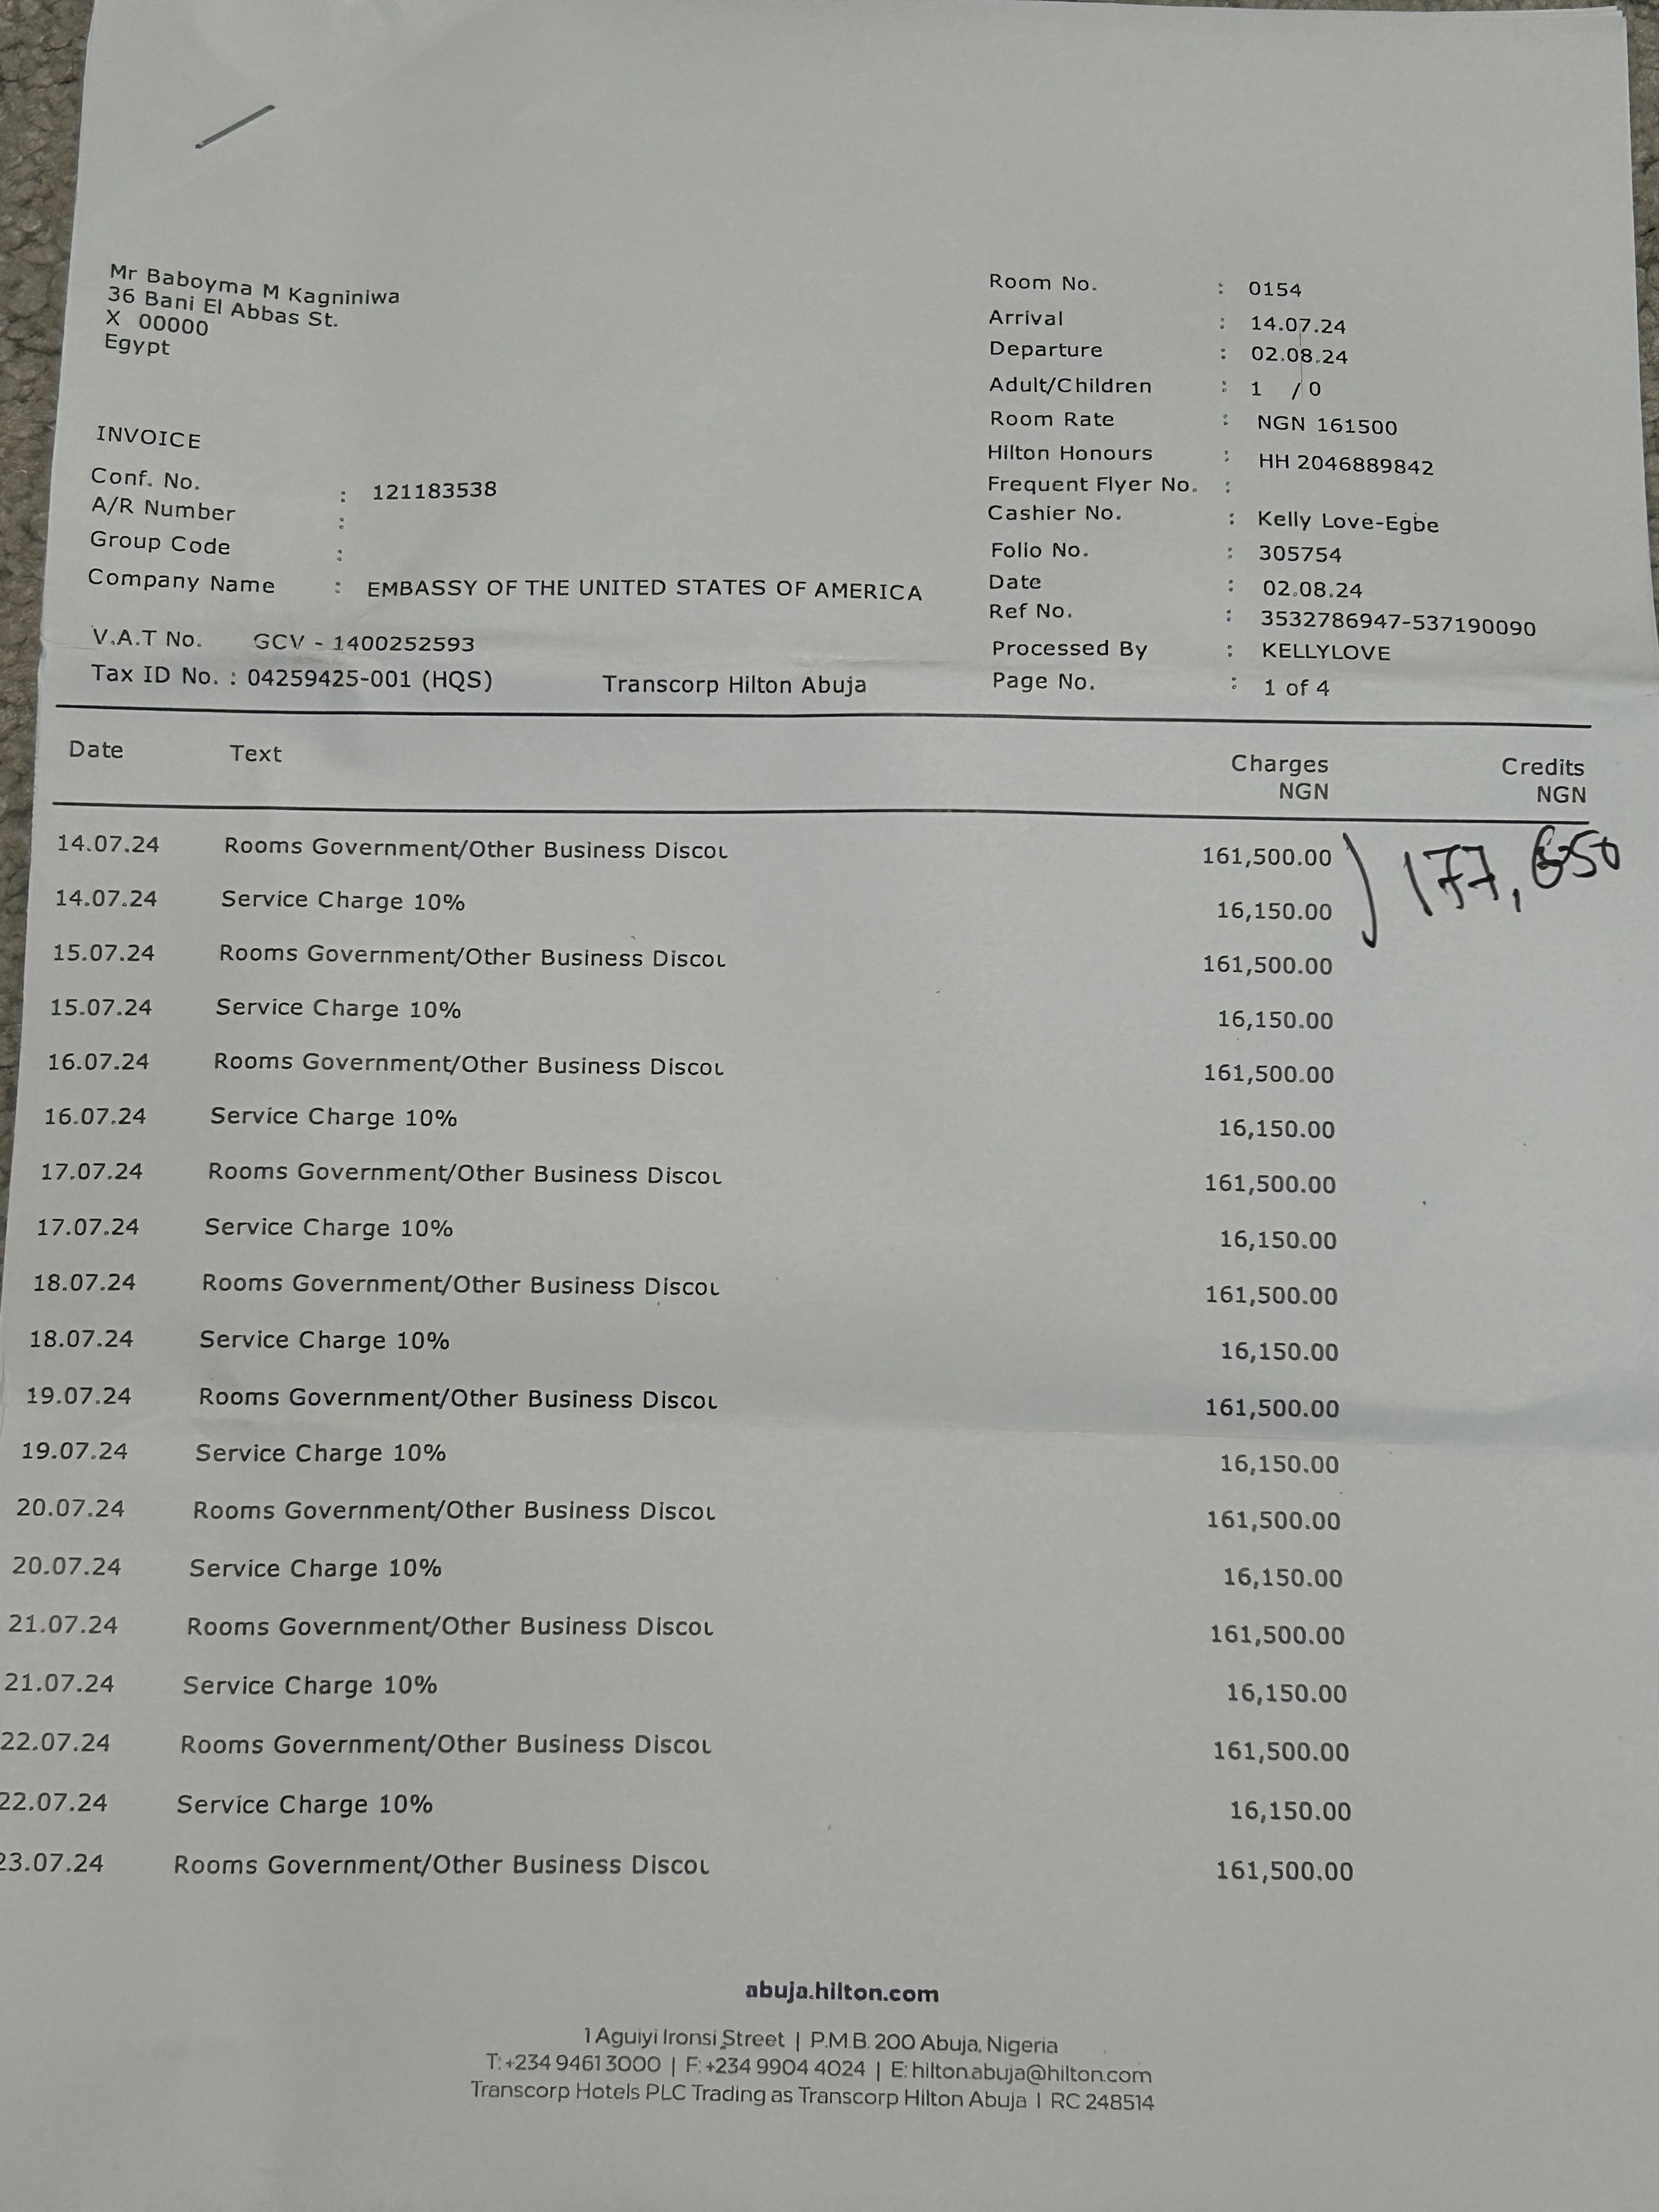 Mr Baboyma M Kagniniwa
36 Bani El Abbas St.
X 00000
Egypt
Room No. : 0154
Arrival : 14.07.24
Departure : 02.08.24
Adult/Children : 1 / 0
Room Rate : NGN 161500
Hilton Honours : HH 2046889842
Frequent Flyer No. :
Cashier No. : Kelly Love-Egbe
Folio No. : 305754
Date : 02.08.24
Ref No. : 3532786947-537190090
Processed By : KELLYLOVE
Page No. : 1 of 4
INVOICE
Conf. No. : 121183538
A/R Number :
Group Code :
Company Name : EMBASSY OF THE UNITED STATES OF AMERICA
V.A.T No. GCV - 1400252593
Tax ID No. : 04259425-001 (HQS) Transcorp Hilton Abuja
Date Text Charges Credits
NGN NGN
14.07.24 Rooms Government/Other Business Discou 161,500.00
177,650
14.07.24 Service Charge 10% 16,150.00
15.07.24 Rooms Government/Other Business Discou 161,500.00
15.07.24 Service Charge 10% 16,150.00
16.07.24 Rooms Government/Other Business Discou 161,500.00
16.07.24 Service Charge 10% 16,150.00
17.07.24 Rooms Government/Other Business Discou 161,500.00
17.07.24 Service Charge 10% 16,150.00
18.07.24 Rooms Government/Other Business Discou 161,500.00
18.07.24 Service Charge 10% 16,150.00
19.07.24 Rooms Government/Other Business Discou 161,500.00
19.07.24 Service Charge 10% 16,150.00
20.07.24 Rooms Government/Other Business Discou 161,500.00
20.07.24 Service Charge 10% 16,150.00
21.07.24 Rooms Government/Other Business Discou 161,500.00
21.07.24 Service Charge 10% 16,150.00
22.07.24 Rooms Government/Other Business Discou 161,500.00
22.07.24 Service Charge 10% 16,150.00
23.07.24 Rooms Government/Other Business Discou 161,500.00
abuja.hilton.com
1 Aguiyi Ironsi Street | P.M.B. 200 Abuja, Nigeria
T: +234 9461 3000 | F: +234 9904 4024 | E: hilton.abuja@hilton.com
Transcorp Hotels PLC Trading as Transcorp Hilton Abuja | RC 248514